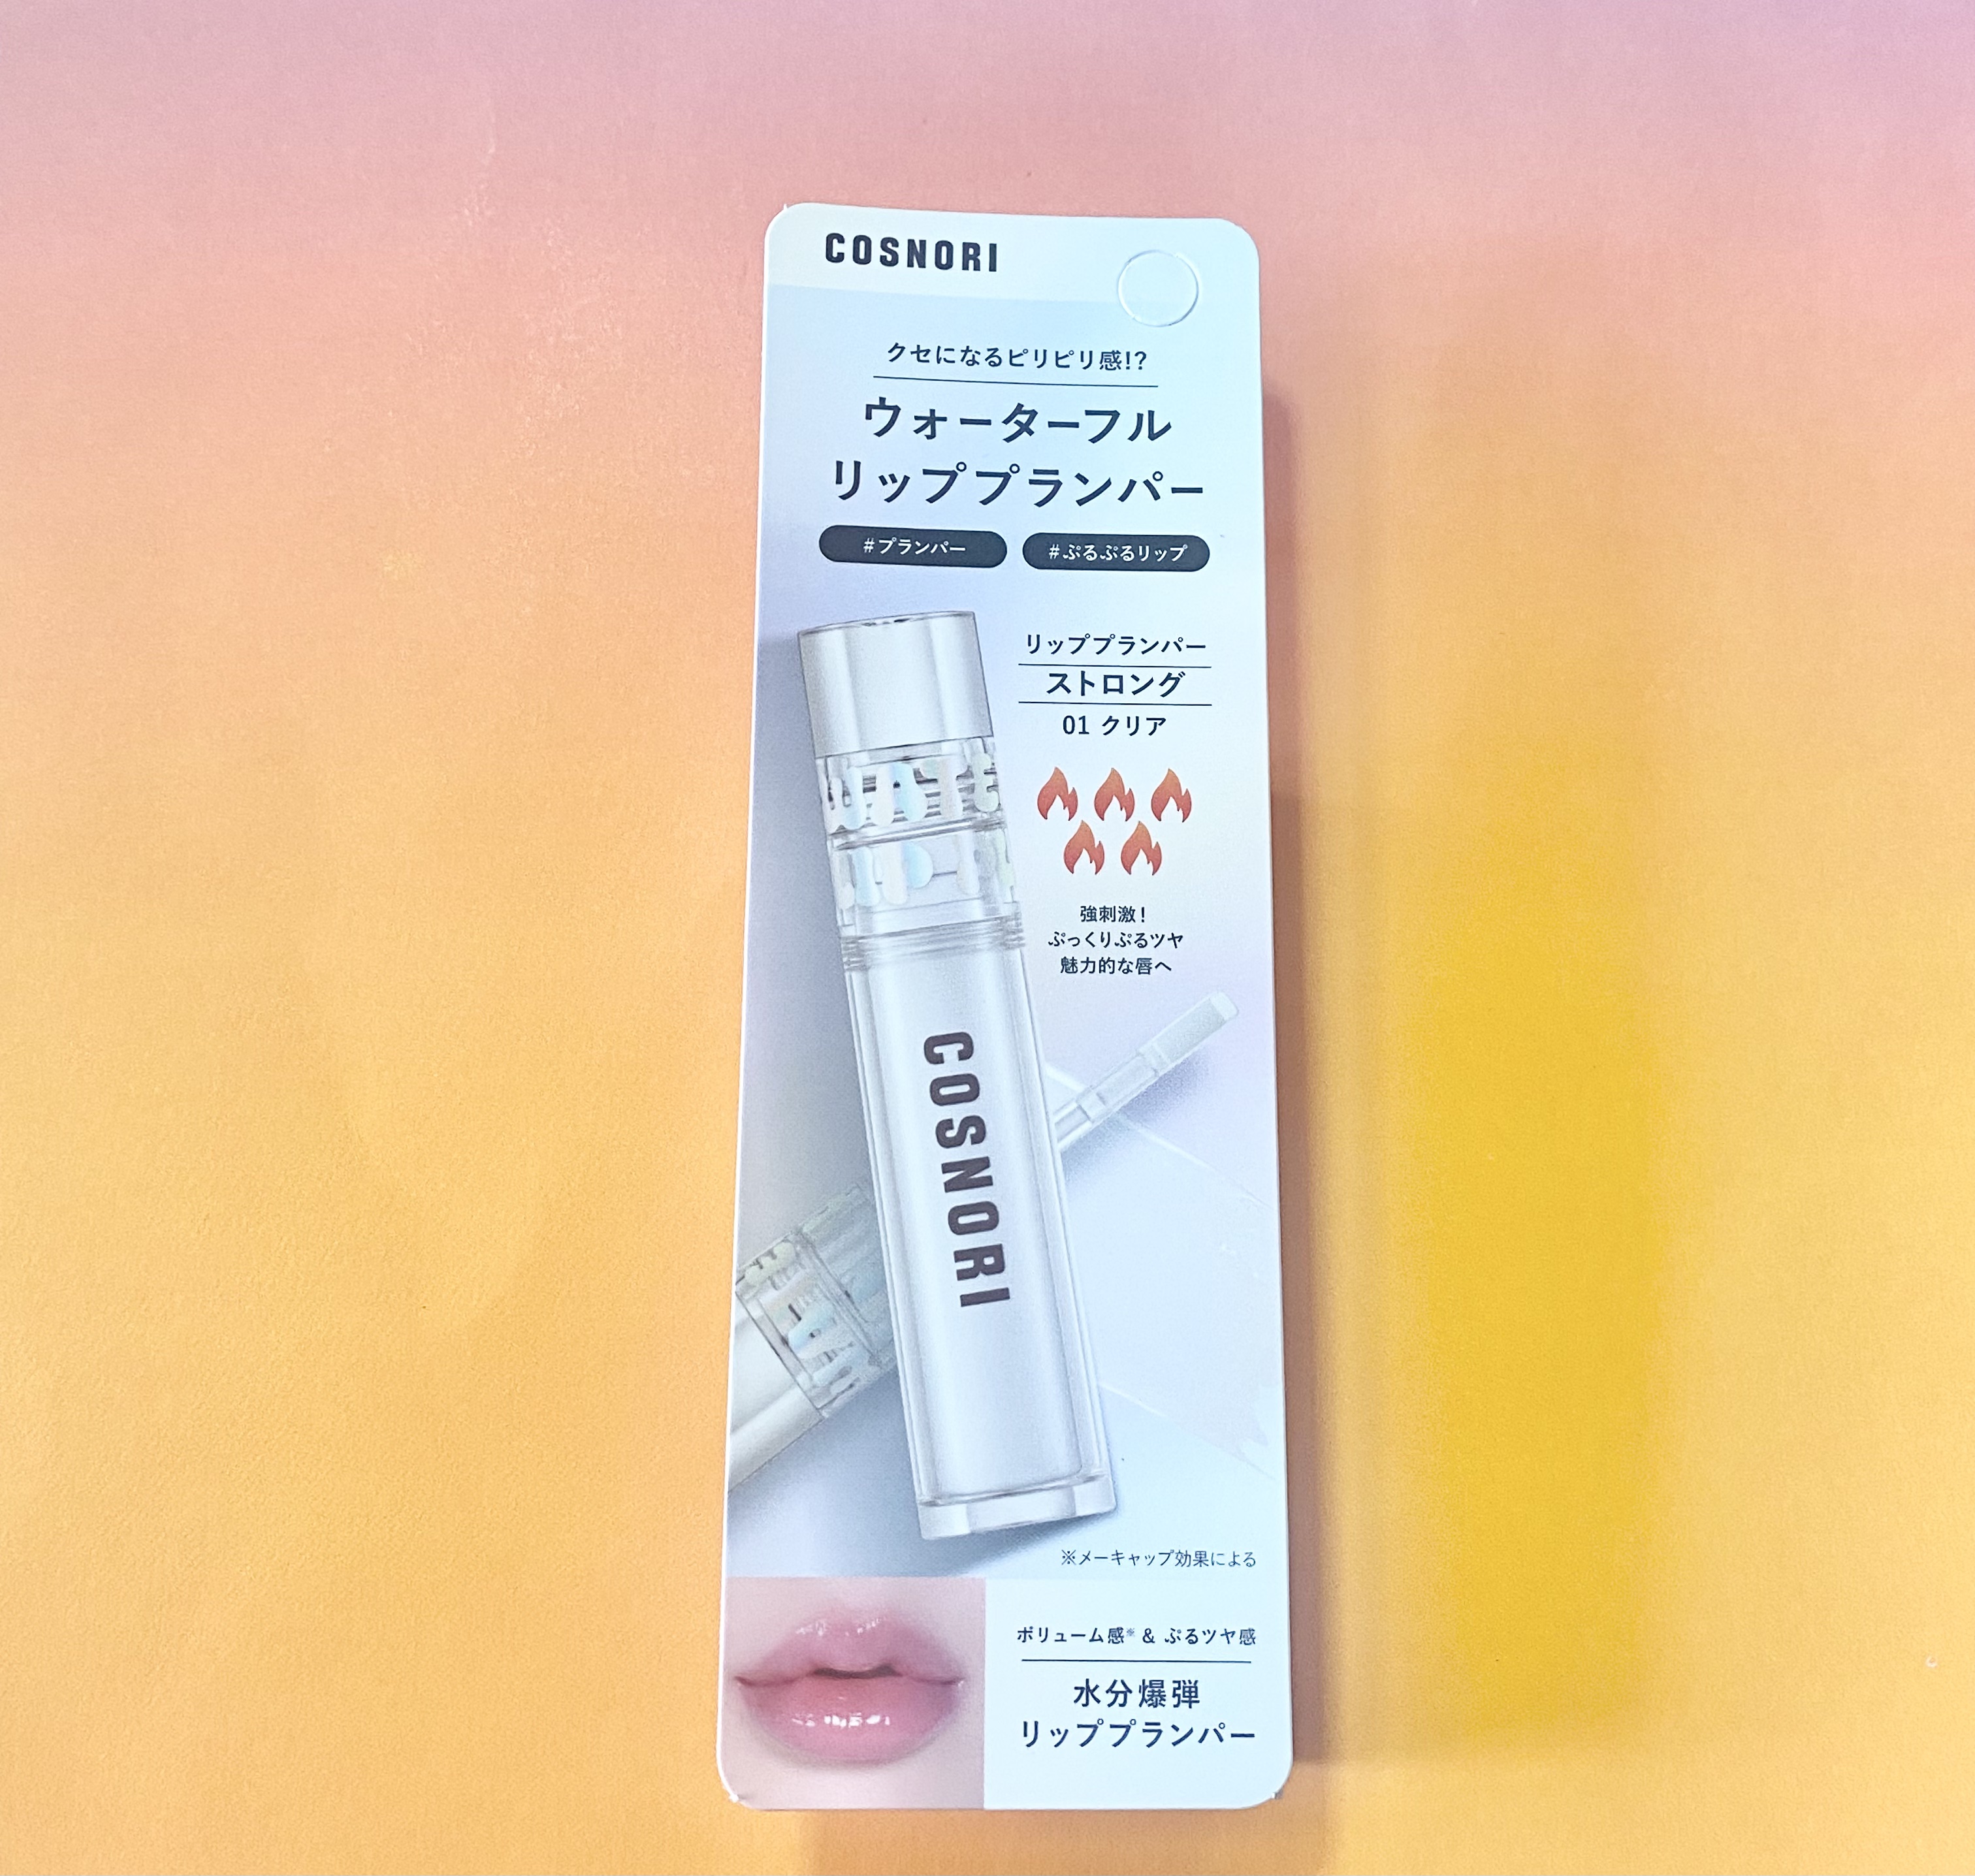 COSNORI
クセになるピリピリ感!?
ウォーターフル
リッププランパー
#プランパー
#ぷるぷるリップ
リッププランパー
ストロング
01 クリア
強刺激!
ぷっくりぷるツヤ
魅力的な唇へ
COSNORI
※メーキャップ効果による
ボリューム感※ & ぷるツヤ感
水分爆弾
リッププランパー